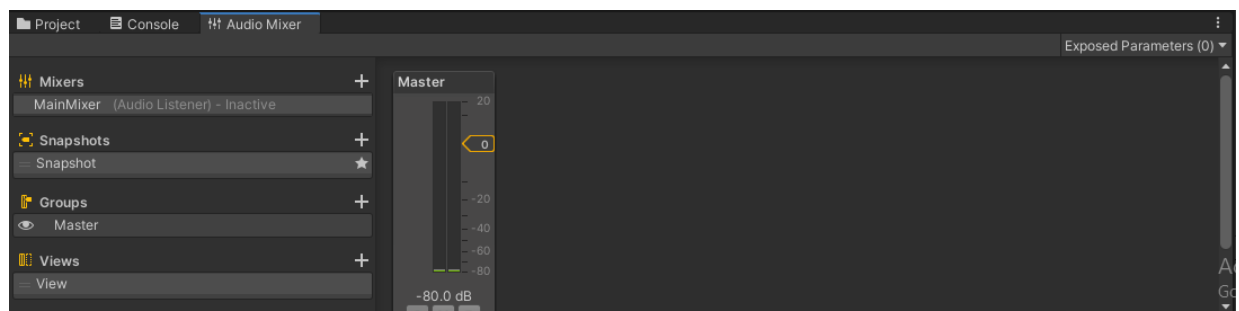 Project Console Audio Mixer
Exposed Parameters (0)
Mixers
MainMixer (Audio Listener) - Inactive
Snapshots
Snapshot
Groups
Master
Views
View
Master
20
0
-20
-40
-60
-80
-80.0 dB